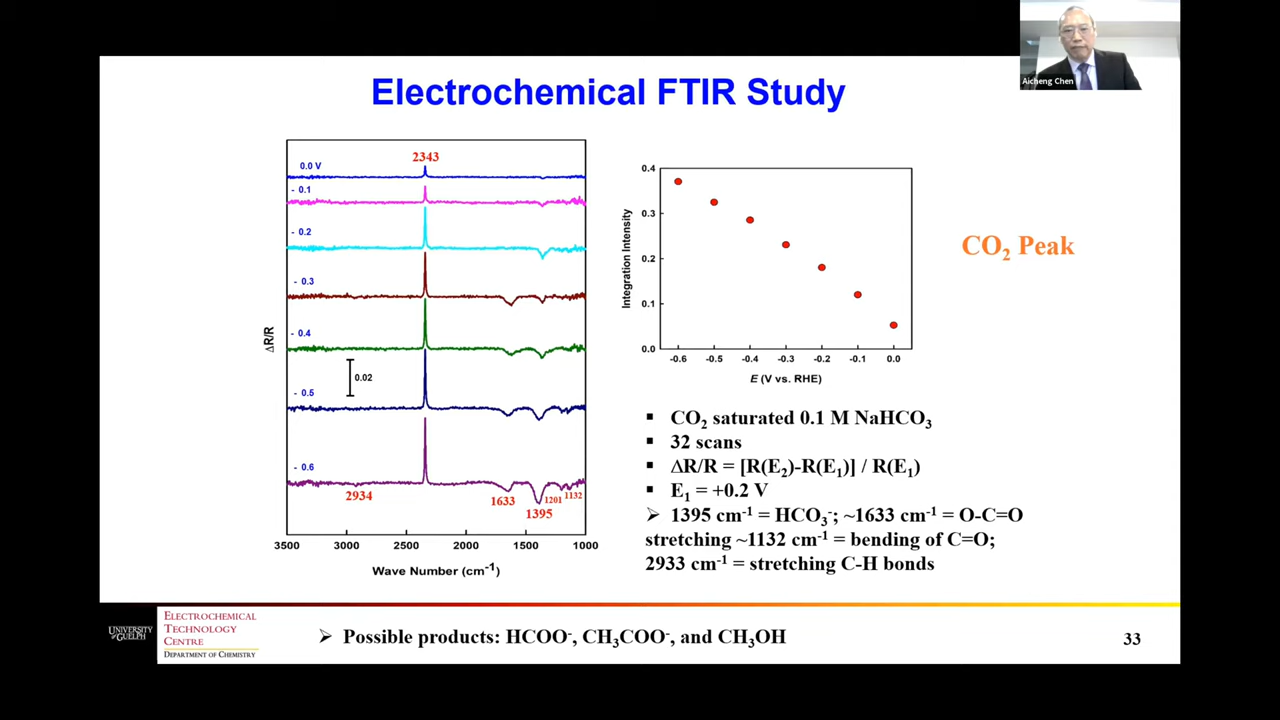 Aicheng Chen
Electrochemical FTIR Study
2343
0.0 V
- 0.1
- 0.2
- 0.3
- 0.4
0.02
- 0.5
- 0.6
2934
1633
1395
1201
1132
ΔR/R
3500 3000 2500 2000 1500 1000
Wave Number (cm⁻¹)
0.4
0.3
0.2
0.1
0.0
Integration Intensity
-0.6 -0.5 -0.4 -0.3 -0.2 -0.1 0.0
E (V vs. RHE)
CO₂ Peak
▪ CO₂ saturated 0.1 M NaHCO₃
▪ 32 scans
▪ ΔR/R = [R(E₂)-R(E₁)] / R(E₁)
▪ E₁ = +0.2 V
➢ 1395 cm⁻¹ = HCO₃⁻; ~1633 cm⁻¹ = O-C=O
stretching ~1132 cm⁻¹ = bending of C=O;
2933 cm⁻¹ = stretching C-H bonds
UNIVERSITY
of GUELPH
ELECTROCHEMICAL
TECHNOLOGY
CENTRE
DEPARTMENT OF CHEMISTRY
➢ Possible products: HCOO⁻, CH₃COO⁻, and CH₃OH
33